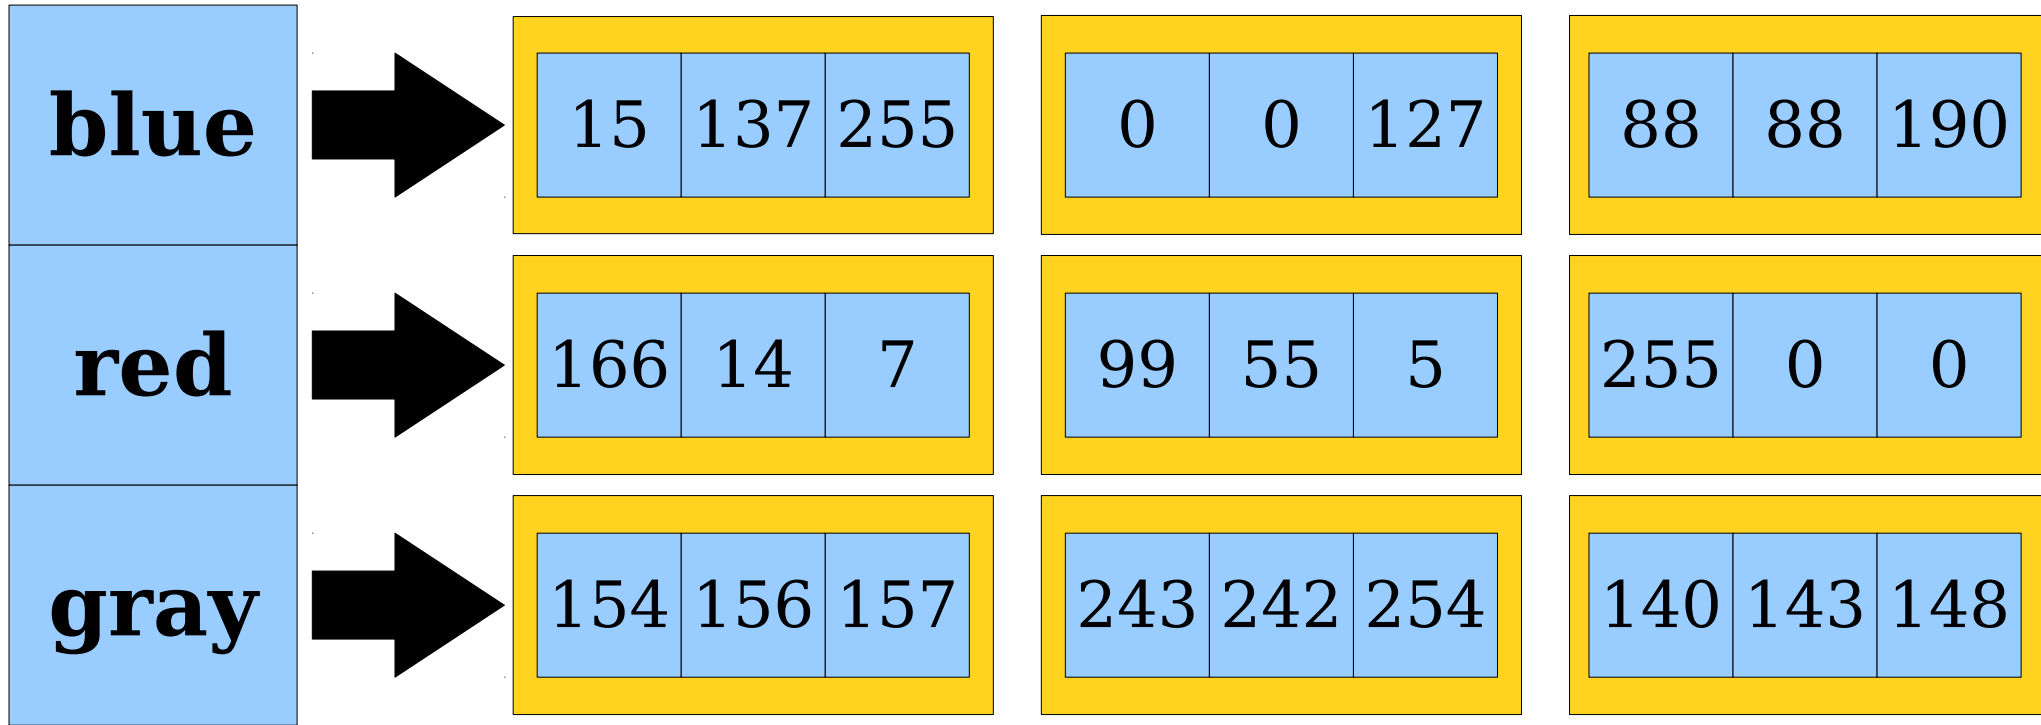 blue 15 137 255 0 0 127 88 88 190
red 166 14 7 99 55 5 255 0 0
gray 154 156 157 243 242 254 140 143 148